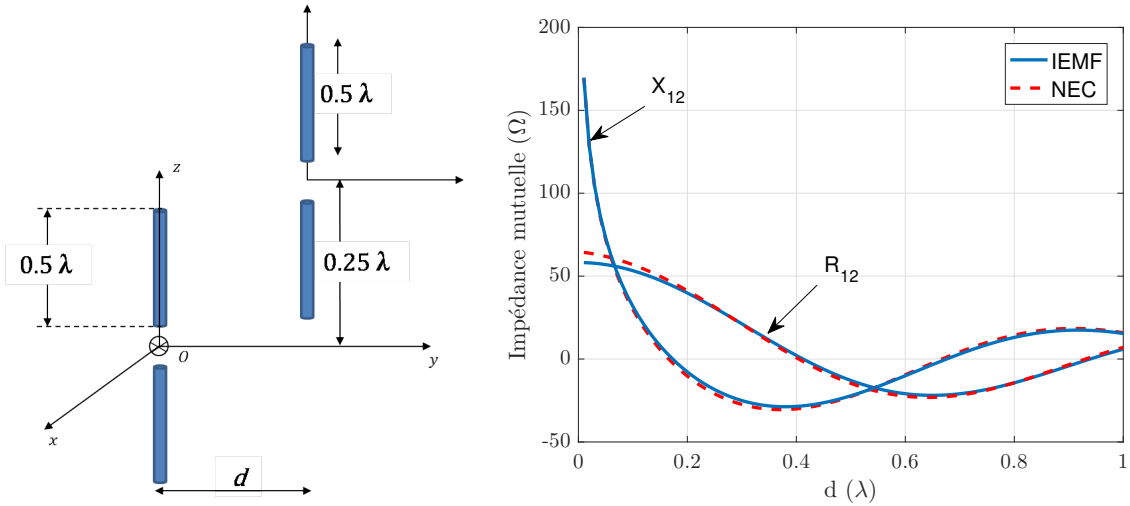 0.5 λ
z
0.5 λ
0.25 λ
O
y
x
d
200
150
100
50
0
-50
0
0.2
0.4
0.6
0.8
1
Impédance mutuelle (Ω)
d (λ)
X12
R12
IEMF
NEC